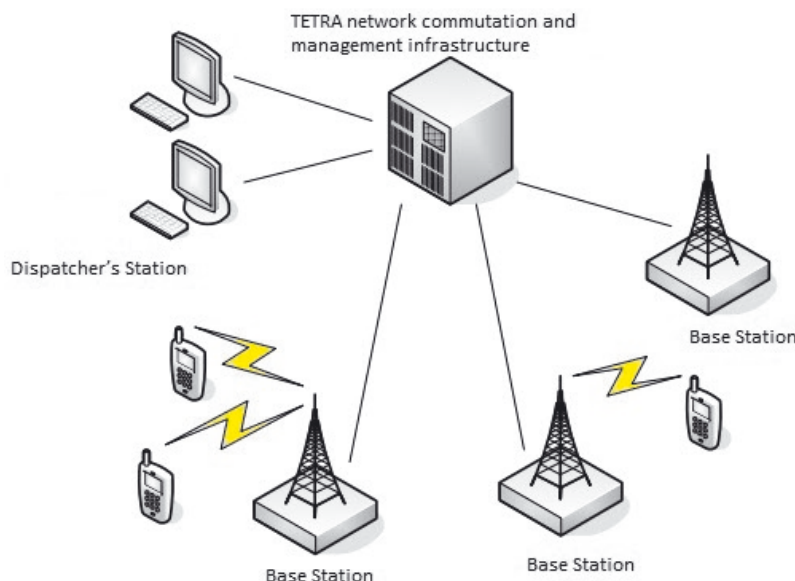 TETRA network commutation and
management infrastructure
Dispatcher’s Station
Base Station
Base Station
Base Station